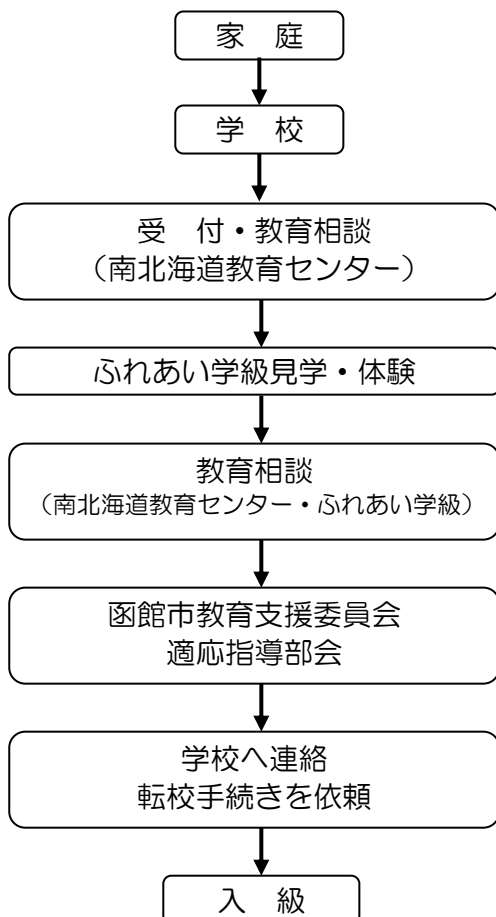 家　庭
学　校
受　付・教育相談
（南北海道教育センター）
ふれあい学級見学・体験
教育相談
（南北海道教育センター・ふれあい学級）
函館市教育支援委員会
適応指導部会
学校へ連絡
転校手続きを依頼
入　級